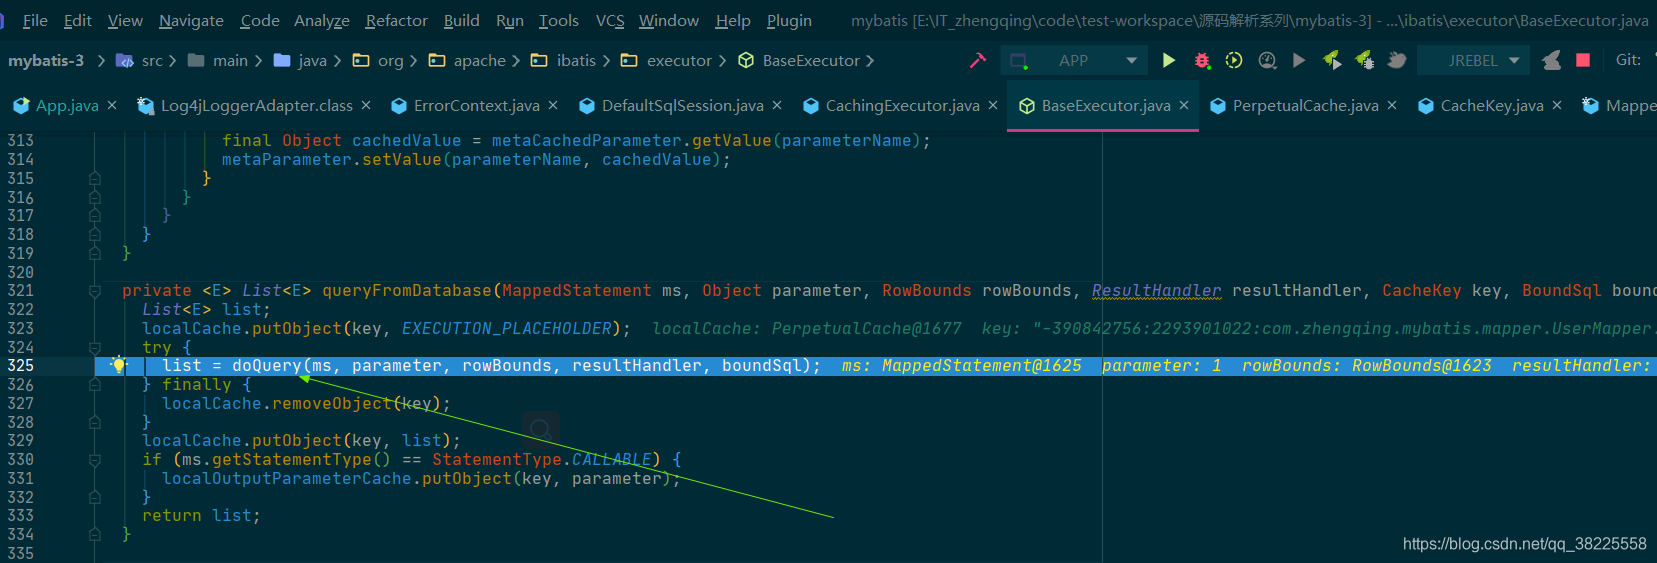 File Edit View Navigate Code Analyze Refactor Build Run Tools VCS Window Help Plugin mybatis [E:\IT_zhengqing\code\test-workspace\源码解析系列\mybatis-3] - ...\ibatis\executor\BaseExecutor.java
mybatis-3 src main java org apache ibatis executor BaseExecutor APP JREBEL Git:
App.java Log4jLoggerAdapter.class ErrorContext.java DefaultSqlSession.java CachingExecutor.java BaseExecutor.java PerpetualCache.java CacheKey.java Mappe
313 final Object cachedValue = metaCachedParameter.getValue(parameterName);
314 metaParameter.setValue(parameterName, cachedValue);
315 }
316 }
317 }
318 }
319 }
320
321 private <E> List<E> queryFromDatabase(MappedStatement ms, Object parameter, RowBounds rowBounds, ResultHandler resultHandler, CacheKey key, BoundSql bound
322 List<E> list;
323 localCache.putObject(key, EXECUTION_PLACEHOLDER); localCache: PerpetualCache@1677 key: "-390842756:2293901022:com.zhengqing.mybatis.mapper.UserMapper.
324 try {
325 list = doQuery(ms, parameter, rowBounds, resultHandler, boundSql); ms: MappedStatement@1625 parameter: 1 rowBounds: RowBounds@1623 resultHandler:
326 } finally {
327 localCache.removeObject(key);
328 }
329 localCache.putObject(key, list);
330 if (ms.getStatementType() == StatementType.CALLABLE) {
331 localOutputParameterCache.putObject(key, parameter);
332 }
333 return list;
334 }
335
https://blog.csdn.net/qq_38225558